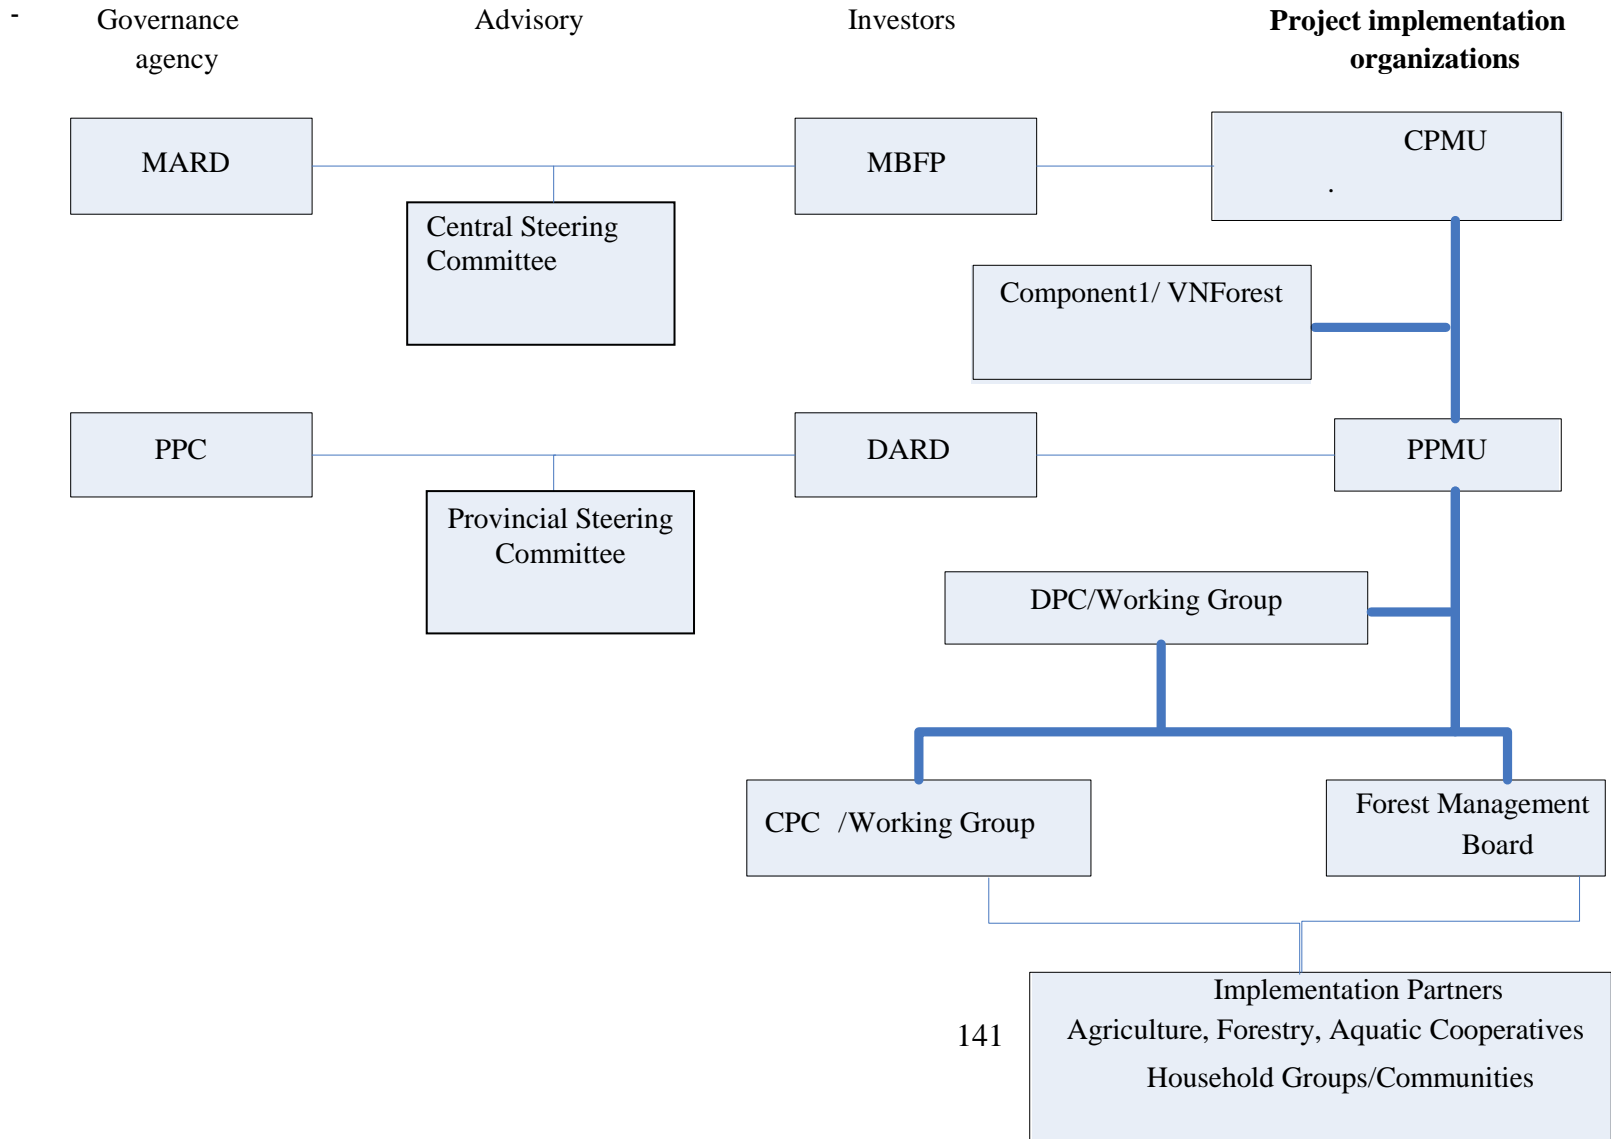 - Governance Advisory Investors Project implementation
agency organizations
MARD MBFP CPMU
.
Central Steering
Committee
Component1/ VNForest
PPC DARD PPMU
Provincial Steering
Committee
DPC/Working Group
CPC /Working Group
Forest Management
Board
Implementation Partners
141 Agriculture, Forestry, Aquatic Cooperatives
Household Groups/Communities